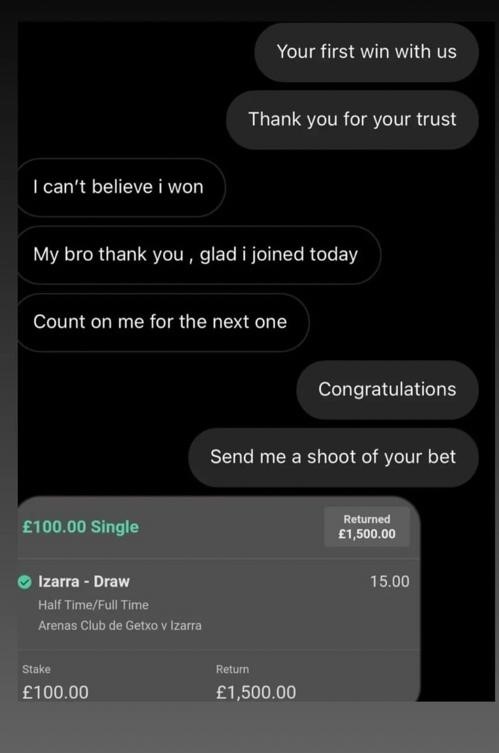 Your first win with us
Thank you for your trust
I can't believe i won
My bro thank you , glad i joined today
Count on me for the next one
Congratulations
Send me a shoot of your bet
£100.00 Single
Returned
£1,500.00
Izarra - Draw 15.00
Half Time/Full Time
Arenas Club de Getxo v Izarra
Stake Return
£100.00 £1,500.00